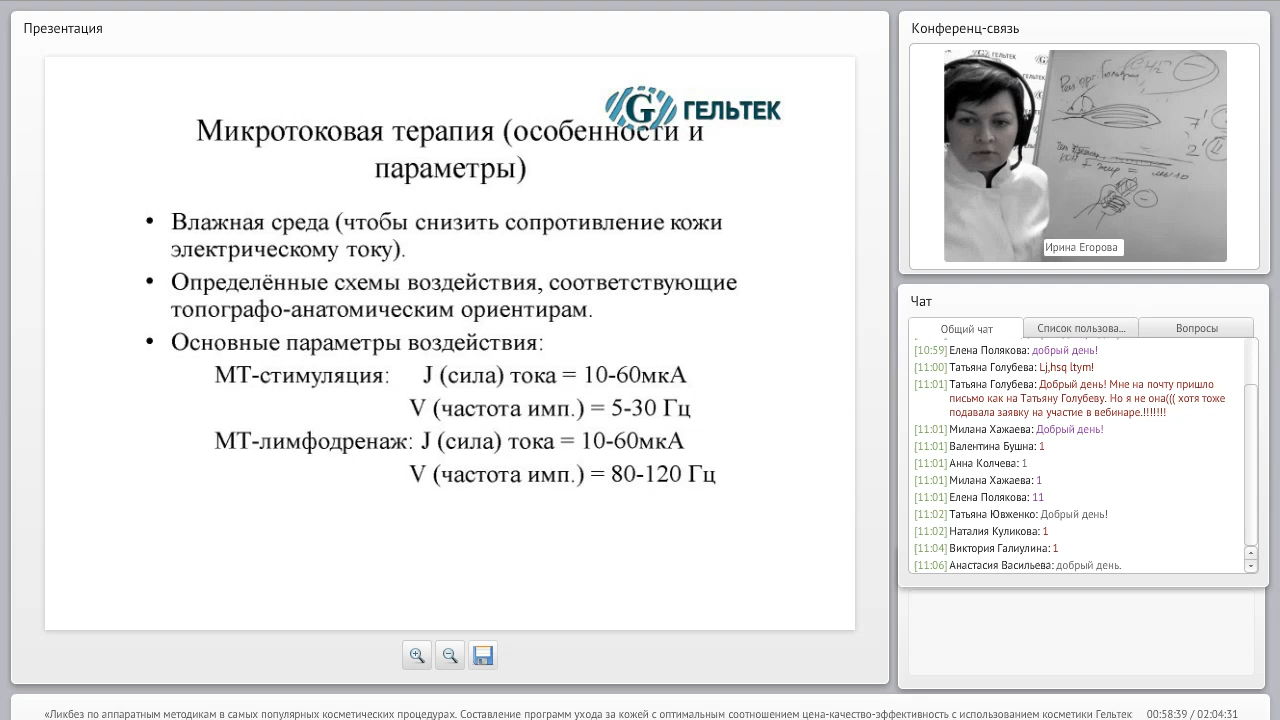 Презентация
ГЕЛЬТЕК
Микротоковая терапия (особенности и
параметры)
• Влажная среда (чтобы снизить сопротивление кожи
электрическому току).
• Определённые схемы воздействия, соответствующие
топографо-анатомическим ориентирам.
• Основные параметры воздействия:
МТ-стимуляция: J (сила) тока = 10-60мкА
V (частота имп.) = 5-30 Гц
МТ-лимфодренаж: J (сила) тока = 10-60мкА
V (частота имп.) = 80-120 Гц
Конференц-связь
ГЕЛЬТЕК
Ирина Егорова
Чат
Общий чат
Список пользова...
Вопросы
[10:59] Елена Полякова: добрый день!
[11:00] Татьяна Голубева: Lj,hsq ltym!
[11:01] Татьяна Голубева: Добрый день! Мне на почту пришло
письмо как на Татьяну Голубеву. Но я не она((( хотя тоже
подавала заявку на участие в вебинаре.!!!!!!!
[11:01] Милана Хажаева: Добрый день!
[11:01] Валентина Бушна: 1
[11:01] Анна Колчева: 1
[11:01] Милана Хажаева: 1
[11:01] Елена Полякова: 11
[11:02] Татьяна Ювженко: Добрый день!
[11:02] Наталия Куликова: 1
[11:04] Виктория Галиулина: 1
[11:06] Анастасия Васильева: добрый день.
«Ликбез по аппаратным методикам в самых популярных косметических процедурах. Составление программ ухода за кожей с оптимальным соотношением цена-качество-эффективность с использованием косметики Гельтек 00:58:39 / 02:04:31